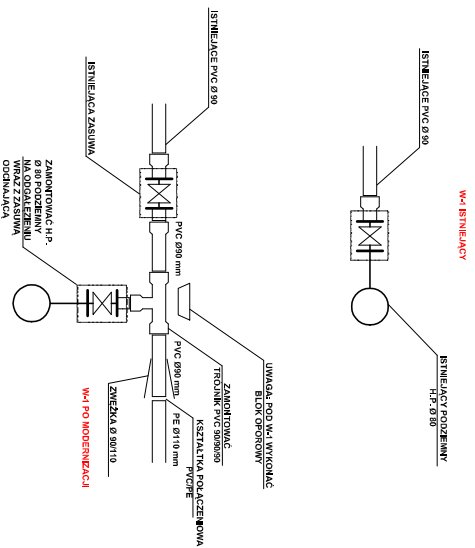 W-1 ISTNIEJĄCY
ISTNIEJĄCE PVC Ø 90
ISTNIEJĄCY PODZIEMNY
H.P. Ø 80
ISTNIEJĄCE PVC Ø 90
ISTNIEJĄCA ZASUWA
PVC Ø90 mm
UWAGA: POD W-1 WYKONAĆ
BLOK OPOROWY
ZAMONTOWAĆ
TRÓJNIK PVC 90/90/90
PVC Ø90 mm
KSZTAŁTKA POŁĄCZENIOWA
PVC/PE
PE Ø110 mm
ZWĘŻKA Ø 90/110
ZAMONTOWAĆ H.P.
Ø 80 PODZIEMNY
NA ODGAŁĘZIENIU
WRAZ Z ZASUWĄ
ODCINAJĄCĄ
W-1 PO MODERNIZACJI